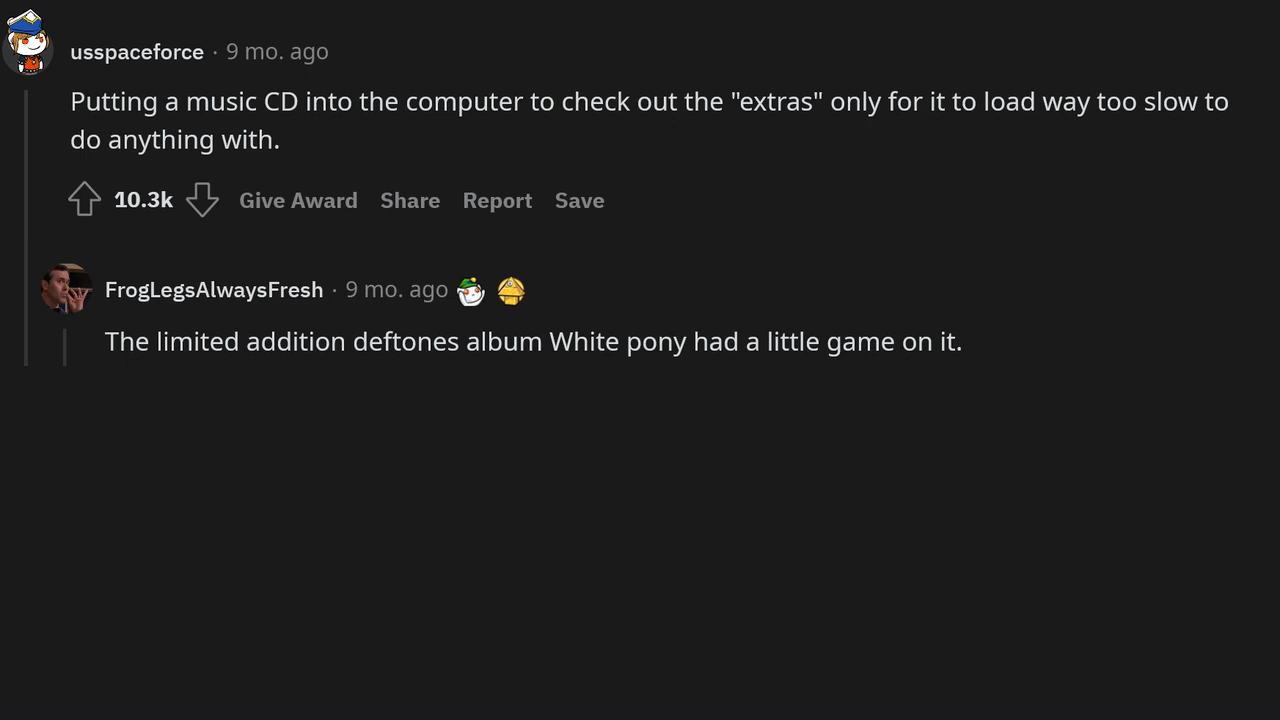 usspaceforce · 9 mo. ago
Putting a music CD into the computer to check out the "extras" only for it to load way too slow to
do anything with.
10.3k Give Award Share Report Save
FrogLegsAlwaysFresh · 9 mo. ago
The limited addition deftones album White pony had a little game on it.